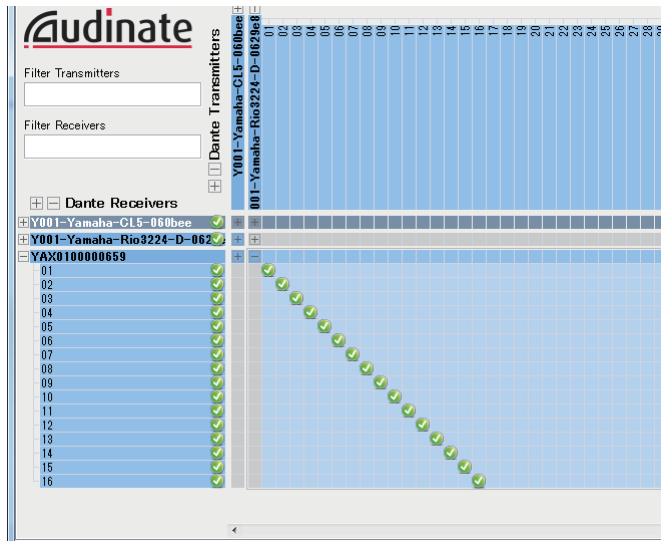 Audinate
Filter Transmitters
Filter Receivers
Dante Transmitters
Y001-Yamaha-CL5-060bee
001-Yamaha-Rio3224-D-0629e8
01 02 03 04 05 06 07 08 09 10 11 12 13 14 15 16 17 18 19 20 21 22 23 24 25 26 27 28
Dante Receivers
Y001-Yamaha-CL5-060bee
Y001-Yamaha-Rio3224-D-062
YAX0100000659
01
02
03
04
05
06
07
08
09
10
11
12
13
14
15
16